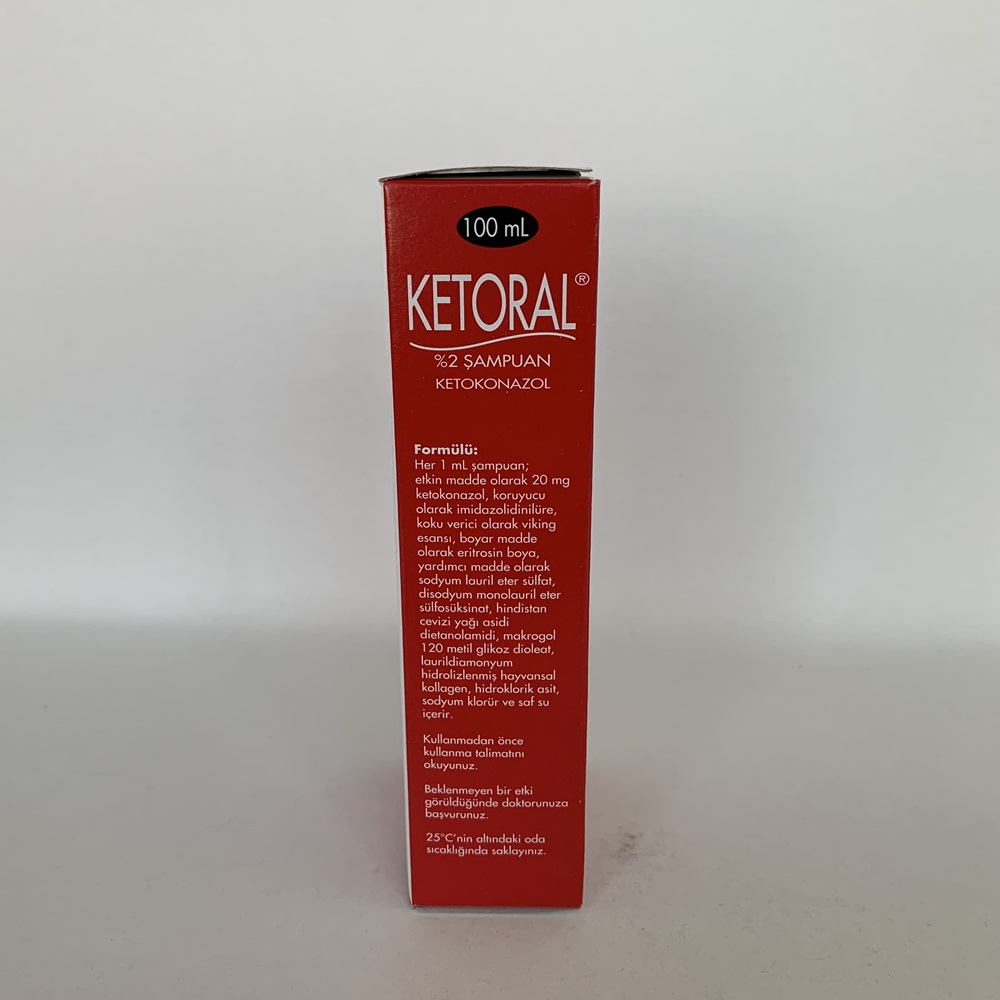 100 mL
KETORAL®
%2 ŞAMPUAN
KETOKONAZOL
Formülü:
Her 1 mL şampuan;
etkin madde olarak 20 mg
ketokonazol, koruyucu
olarak imidazolidinilüre,
koku verici olarak viking
esansı, boyar madde
olarak eritrosin boya,
yardımcı madde olarak
sodyum lauril eter sülfat,
disodyum monolauril eter
sülfosüksinat, hindistan
cevizi yağı asidi
dietanolamidi, makrogol
120 metil glikoz dioleat,
laurildiamonyum
hidrolizlenmiş hayvansal
kollagen, hidroklorik asit,
sodyum klorür ve saf su
içerir.
Kullanmadan önce
kullanma talimatını
okuyunuz.
Beklenmeyen bir etki
görüldüğünde doktorunuza
başvurunuz.
25°C'nin altındaki oda
sıcaklığında saklayınız.